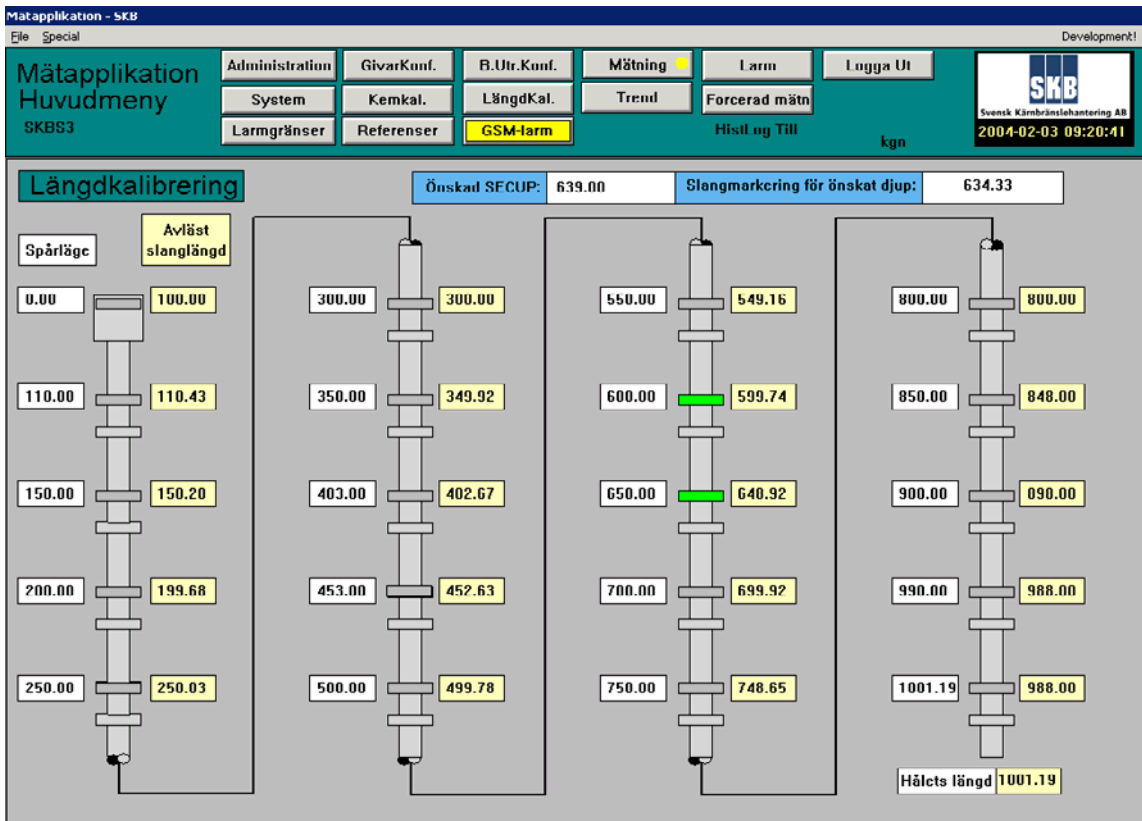 Mätapplikation - SKB
File Special Development!
Mätapplikation
Huvudmeny
SKBS3
Administration GivarKonf. B.Utr.Konf. Mätning Larm Logga Ut
System Kemkal. LängdKal. Trend Forcerad mätn
Larmgränser Referenser GSM-larm HistLog Till kgn
SKB
Svensk Kärnbränslehantering AB
2004-02-03 09:20:41
Längdkalibrering
Önskad SECUP: 639.00 Slangmarkering för önskat djup: 634.33
Spårläge
Avläst
slanglängd
0.00 100.00
110.00 110.43
150.00 150.20
200.00 199.68
250.00 250.03
300.00 300.00
350.00 349.92
403.00 402.67
453.00 452.63
500.00 499.78
550.00 549.16
600.00 599.74
650.00 640.92
700.00 699.92
750.00 748.65
800.00 800.00
850.00 848.00
900.00 090.00
990.00 988.00
1001.19 988.00
Hålets längd 1001.19